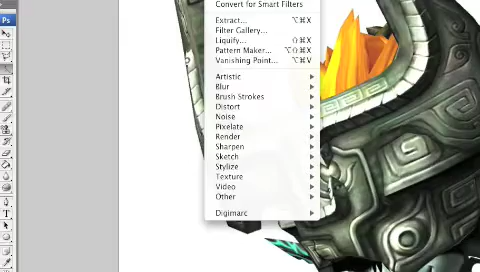 Ps
Convert for Smart Filters
Extract... ⌥⌘X
Filter Gallery...
Liquify... ⇧⌘X
Pattern Maker... ⌥⇧⌘X
Vanishing Point... ⌥⌘V
Artistic
Blur
Brush Strokes
Distort
Noise
Pixelate
Render
Sharpen
Sketch
Stylize
Texture
Video
Other
Digimarc
T